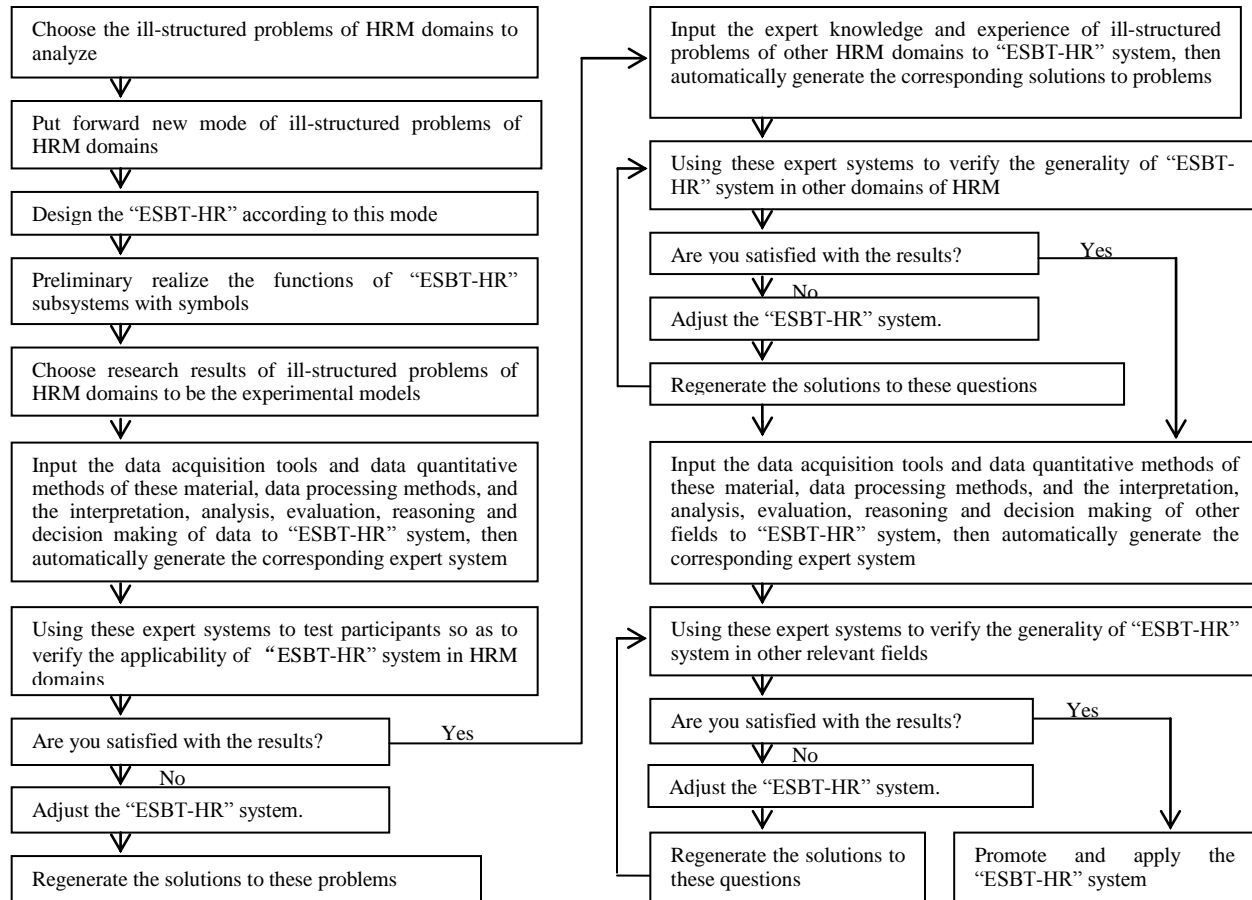 Choose the ill-structured problems of HRM domains to
analyze
Put forward new mode of ill-structured problems of
HRM domains
Design the “ESBT-HR” according to this mode
Preliminary realize the functions of “ESBT-HR”
subsystems with symbols
Choose research results of ill-structured problems of
HRM domains to be the experimental models
Input the data acquisition tools and data quantitative
methods of these material, data processing methods, and
the interpretation, analysis, evaluation, reasoning and
decision making of data to “ESBT-HR” system, then
automatically generate the corresponding expert system
Using these expert systems to test participants so as to
verify the applicability of “ESBT-HR” system in HRM
domains
Are you satisfied with the results?
Yes
No
Adjust the “ESBT-HR” system.
Regenerate the solutions to these problems
Input the expert knowledge and experience of ill-structured
problems of other HRM domains to “ESBT-HR” system, then
automatically generate the corresponding solutions to problems
Using these expert systems to verify the generality of “ESBT-
HR” system in other domains of HRM
Are you satisfied with the results?
Yes
No
Adjust the “ESBT-HR” system.
Regenerate the solutions to these questions
Input the data acquisition tools and data quantitative methods of
these material, data processing methods, and the interpretation,
analysis, evaluation, reasoning and decision making of other
fields to “ESBT-HR” system, then automatically generate the
corresponding expert system
Using these expert systems to verify the generality of “ESBT-HR”
system in other relevant fields
Are you satisfied with the results?
Yes
No
Adjust the “ESBT-HR” system.
Regenerate the solutions to
these questions
Promote and apply the
“ESBT-HR” system